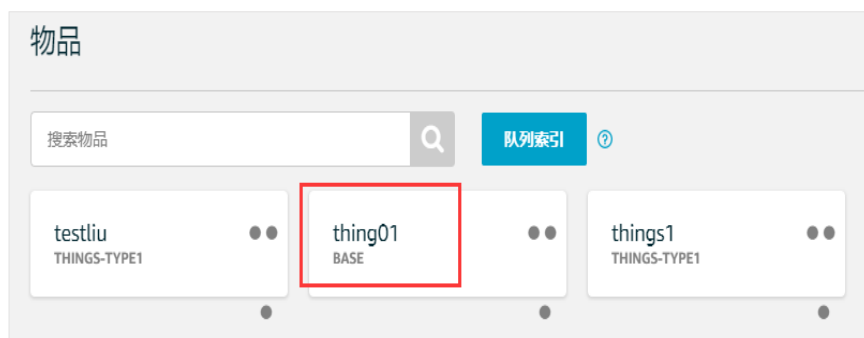 物品
搜索物品
队列索引
testliu
THINGS-TYPE1
thing01
BASE
things1
THINGS-TYPE1